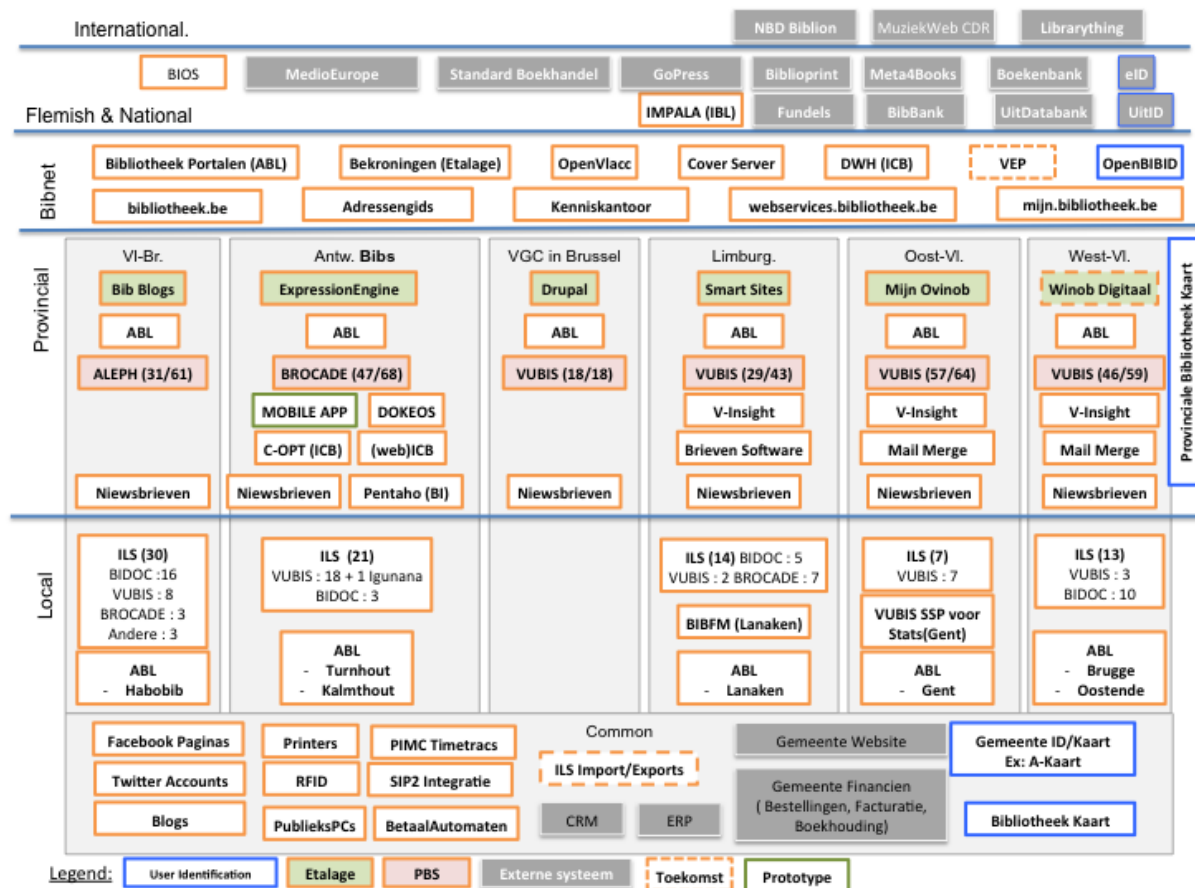 International.
NBD Biblion
MuziekWeb CDR
Librarything
BIOS
MedioEurope
Standard Boekhandel
GoPress
Biblioprint
Meta4Books
Boekenbank
eID
Flemish & National
IMPALA (IBL)
Fundels
BibBank
UitDatabank
UitID
Bibnet
Bibliotheek Portalen (ABL)
Bekroningen (Etalage)
OpenVlacc
Cover Server
DWH (ICB)
VEP
OpenBIBID
bibliotheek.be
Adressengids
Kenniskantoor
webservices.bibliotheek.be
mijn.bibliotheek.be
Provincial
Vl-Br.
Antw. Bibs
VGC in Brussel
Limburg.
Oost-Vl.
West-Vl.
Bib Blogs
ExpressionEngine
Drupal
Smart Sites
Mijn Ovinob
Winob Digitaal
ABL
ABL
ABL
ABL
ABL
ABL
ALEPH (31/61)
BROCADE (47/68)
VUBIS (18/18)
VUBIS (29/43)
VUBIS (57/64)
VUBIS (46/59)
MOBILE APP
DOKEOS
V-Insight
V-Insight
V-Insight
C-OPT (ICB)
(web)ICB
Brieven Software
Mail Merge
Mail Merge
Niewsbrieven
Niewsbrieven
Pentaho (BI)
Niewsbrieven
Niewsbrieven
Niewsbrieven
Niewsbrieven
Provinciale Bibliotheek Kaart
Local
ILS (30)
BIDOC :16
VUBIS : 8
BROCADE : 3
Andere : 3
ABL
- Habobib
ILS (21)
VUBIS : 18 + 1 Igunana
BIDOC : 3
ABL
- Turnhout
- Kalmthout
ILS (14) BIDOC : 5
VUBIS : 2 BROCADE : 7
BIBFM (Lanaken)
ABL
- Lanaken
ILS (7)
VUBIS : 7
VUBIS SSP voor
Stats(Gent)
ABL
- Gent
ILS (13)
VUBIS : 3
BIDOC : 10
ABL
- Brugge
- Oostende
Common
Facebook Paginas
Printers
PIMC Timetracs
Gemeente Website
Gemeente ID/Kaart
Ex: A-Kaart
Twitter Accounts
RFID
SIP2 Integratie
ILS Import/Exports
Gemeente Financien
( Bestellingen, Facturatie,
Boekhouding)
Blogs
PublieksPCs
BetaalAutomaten
CRM
ERP
Bibliotheek Kaart
Legend:
User Identification
Etalage
PBS
Externe systeem
Toekomst
Prototype